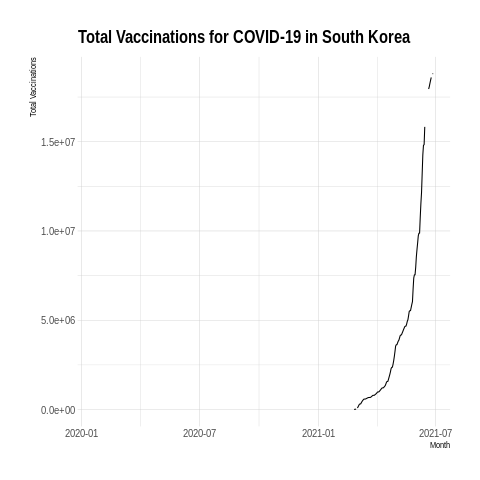 Total Vaccinations for COVID-19 in South Korea
Total Vaccinations
1.5e+07
1.0e+07
5.0e+06
0.0e+00
2020-01 2020-07 2021-01 2021-07
Month